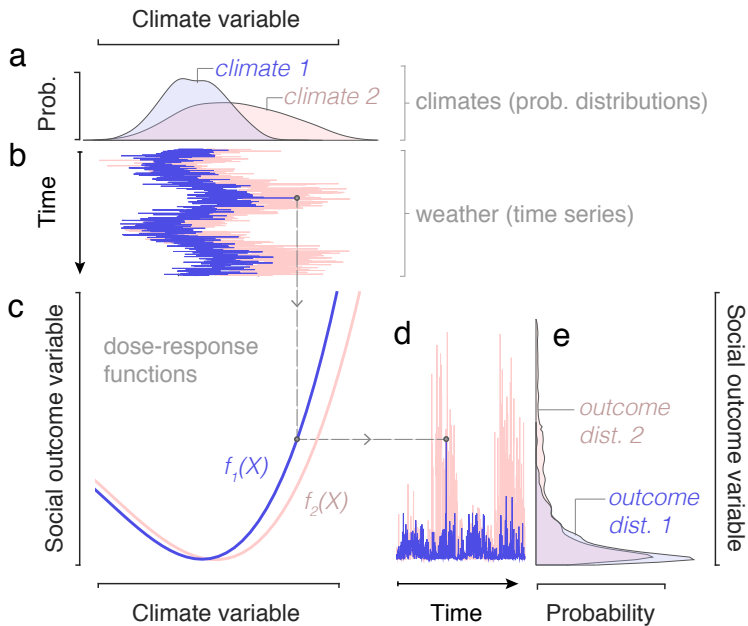 Climate variable
a
Prob.
climate 1
climate 2
climates (prob. distributions)
b
Time
weather (time series)
c
Social outcome variable
dose-response
functions
f1(X)
f2(X)
d
e
Social outcome variable
outcome
dist. 2
outcome
dist. 1
Climate variable
Time
Probability